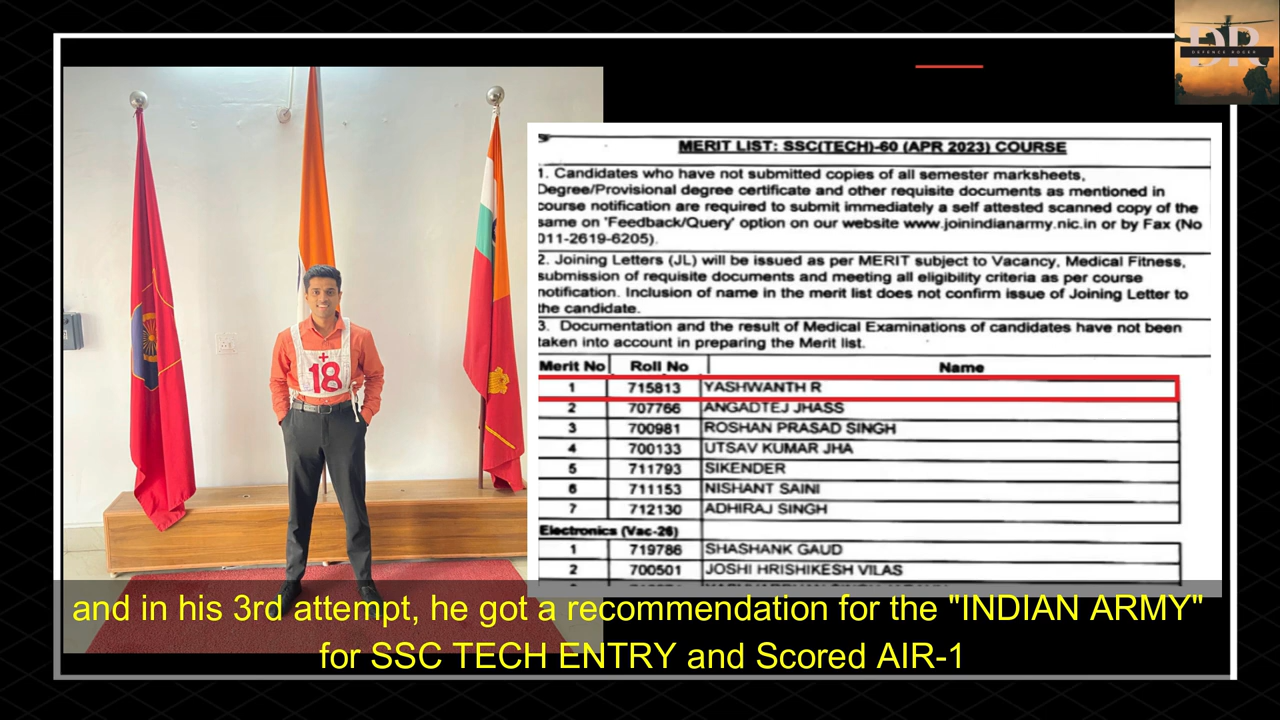 DR
DEFENCE ROGER
MERIT LIST: SSC(TECH)-60 (APR 2023) COURSE
1. Candidates who have not submitted copies of all semester marksheets,
Degree/Provisional degree certificate and other requisite documents as mentioned in
course notification are required to submit immediately a self attested scanned copy of the
same on 'Feedback/Query' option on our website www.joinindianarmy.nic.in or by Fax (No
011-2619-6205).
2. Joining Letters (JL) will be issued as per MERIT subject to Vacancy, Medical Fitness,
submission of requisite documents and meeting all eligibility criteria as per course
notification. Inclusion of name in the merit list does not confirm issue of Joining Letter to
the candidate.
3. Documentation and the result of Medical Examinations of candidates have not been
taken into account in preparing the Merit list.
Merit No Roll No Name
1 715813 YASHWANTH R
2 707766 ANGADTEJ JHASS
3 700981 ROSHAN PRASAD SINGH
4 700133 UTSAV KUMAR JHA
5 711793 SIKENDER
6 711153 NISHANT SAINI
7 712130 ADHIRAJ SINGH
Electronics (Vac-26)
1 719786 SHASHANK GAUD
2 700501 JOSHI HRISHIKESH VILAS
18
and in his 3rd attempt, he got a recommendation for the "INDIAN ARMY"
for SSC TECH ENTRY and Scored AIR-1